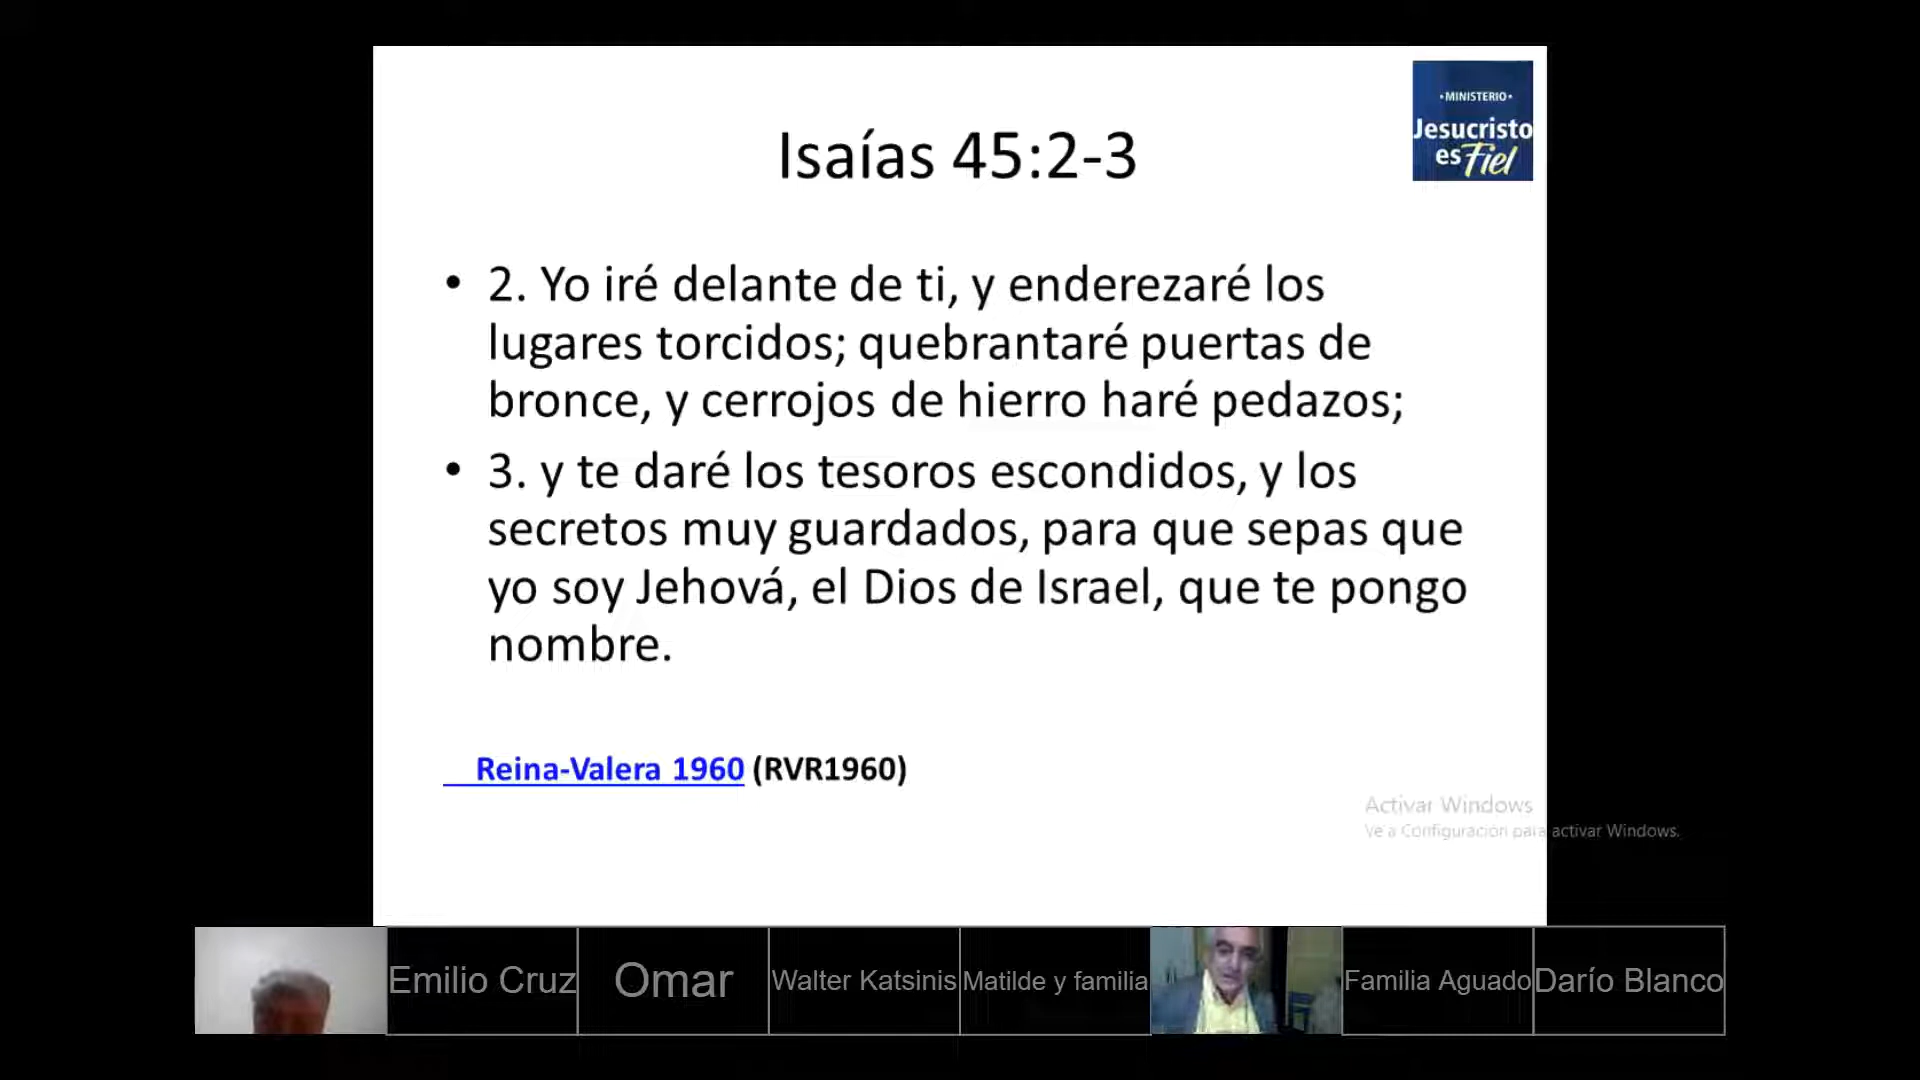 •MINISTERIO•
Jesucristo
es Fiel
Isaías 45:2-3
• 2. Yo iré delante de ti, y enderezaré los
lugares torcidos; quebrantaré puertas de
bronce, y cerrojos de hierro haré pedazos;
• 3. y te daré los tesoros escondidos, y los
secretos muy guardados, para que sepas que
yo soy Jehová, el Dios de Israel, que te pongo
nombre.
Reina-Valera 1960 (RVR1960)
Activar Windows
Ve a Configuración para activar Windows.
Emilio Cruz
Omar
Walter Katsinis
Matilde y familia
Familia Aguado
Darío Blanco